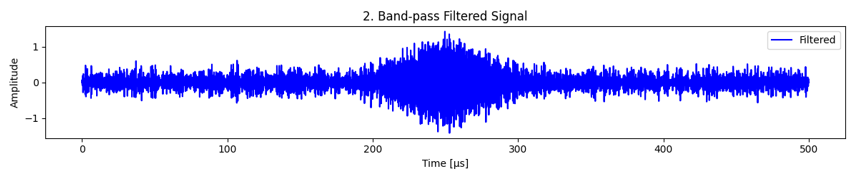 2. Band-pass Filtered Signal
Filtered
1
0
−1
Amplitude
0 100 200 300 400 500
Time [μs]